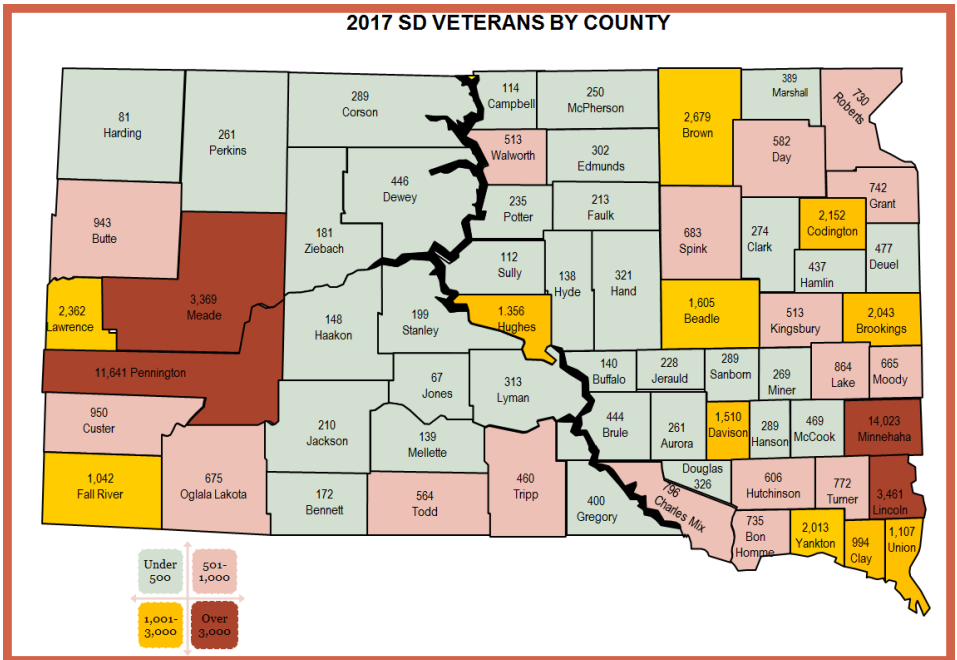 2017 SD VETERANS BY COUNTY
81
Harding
261
Perkins
289
Corson
114
Campbell
250
McPherson
2,679
Brown
389
Marshall
730
Roberts
513
Walworth
302
Edmunds
582
Day
446
Dewey
235
Potter
213
Faulk
742
Grant
943
Butte
181
Ziebach
683
Spink
274
Clark
2,152
Codington
477
Deuel
112
Sully
138
Hyde
321
Hand
437
Hamlin
2,362
Lawrence
3,369
Meade
148
Haakon
199
Stanley
1.356
Hughes
1,605
Beadle
513
Kingsbury
2,043
Brookings
11,641 Pennington
67
Jones
313
Lyman
140
Buffalo
228
Jerauld
289
Sanborn
269
Miner
864
Lake
665
Moody
950
Custer
210
Jackson
139
Mellette
444
Brule
261
Aurora
1,510
Davison
289
Hanson
469
McCook
14,023
Minnehaha
1,042
Fall River
675
Oglala Lakota
172
Bennett
564
Todd
460
Tripp
400
Gregory
796
Charles Mix
Douglas
326
606
Hutchinson
772
Turner
3,461
Lincoln
735
Bon
Homme
2,013
Yankton
994
Clay
1,107
Union
Under
500
501-
1,000
1,001-
3,000
Over
3,000